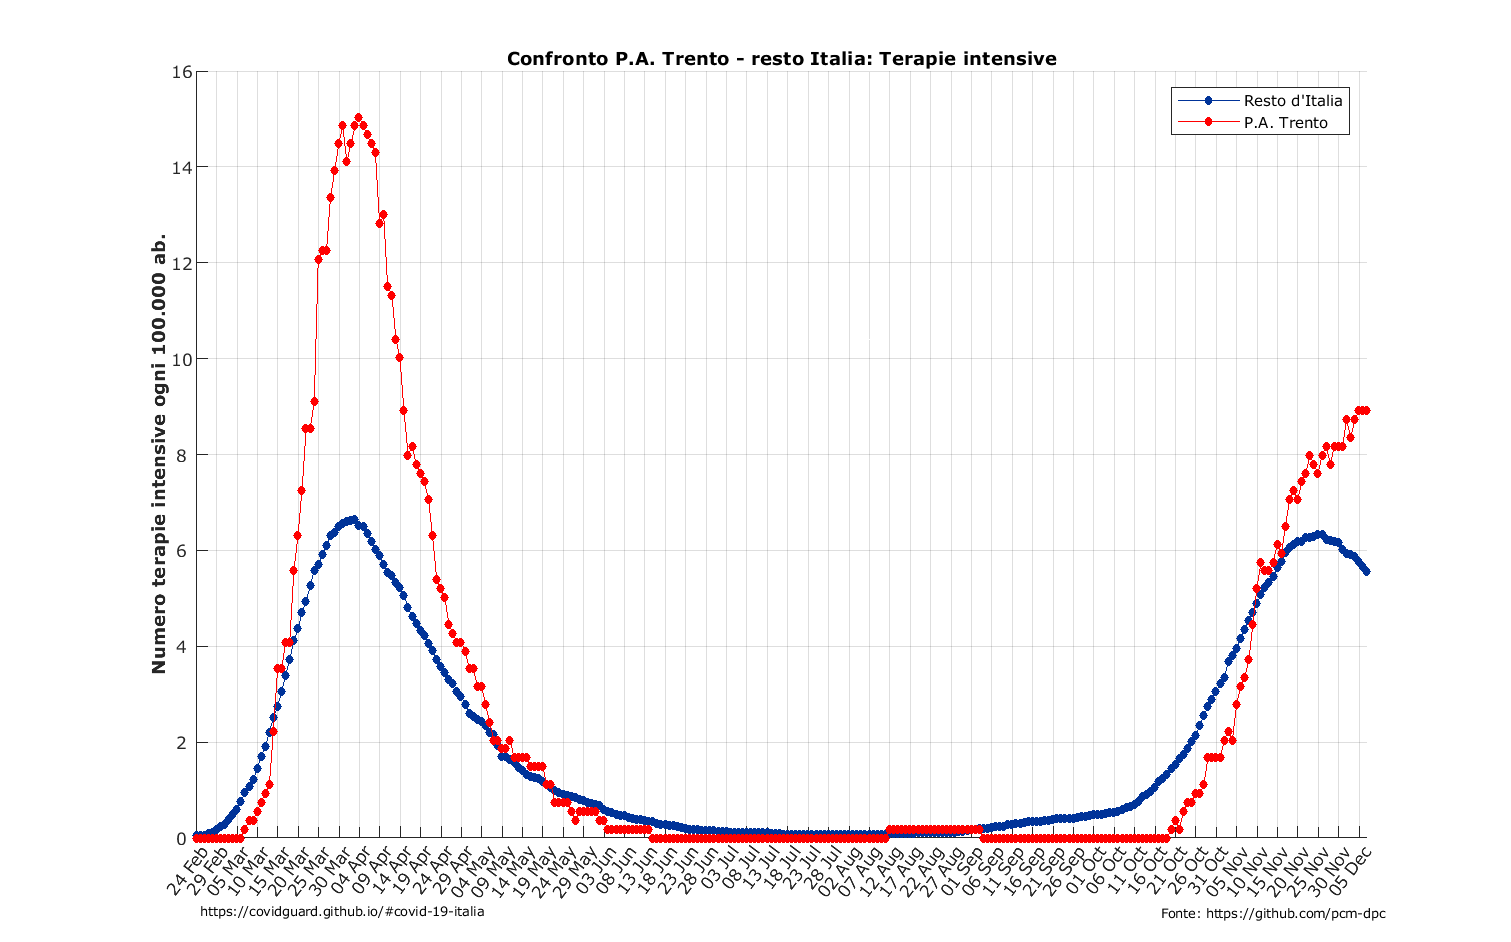 Confronto P.A. Trento - resto Italia: Terapie intensive
Resto d'Italia
P.A. Trento
Numero terapie intensive ogni 100.000 ab.
16
14
12
10
8
6
4
2
0
24 Feb
29 Feb
05 Mar
10 Mar
15 Mar
20 Mar
25 Mar
30 Mar
04 Apr
09 Apr
14 Apr
19 Apr
24 Apr
29 Apr
04 May
09 May
14 May
19 May
24 May
29 May
03 Jun
08 Jun
13 Jun
18 Jun
23 Jun
28 Jun
03 Jul
08 Jul
13 Jul
18 Jul
23 Jul
28 Jul
02 Aug
07 Aug
12 Aug
17 Aug
22 Aug
27 Aug
01 Sep
06 Sep
11 Sep
16 Sep
21 Sep
26 Sep
01 Oct
06 Oct
11 Oct
16 Oct
21 Oct
26 Oct
31 Oct
05 Nov
10 Nov
15 Nov
20 Nov
25 Nov
30 Nov
05 Dec
https://covidguard.github.io/#covid-19-italia
Fonte: https://github.com/pcm-dpc